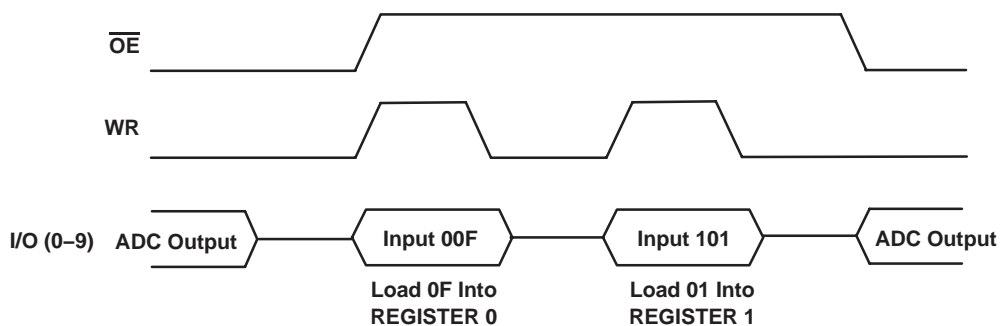 OE
WR
I/O (0–9) ADC Output Input 00F Input 101 ADC Output
Load 0F Into
REGISTER 0
Load 01 Into
REGISTER 1